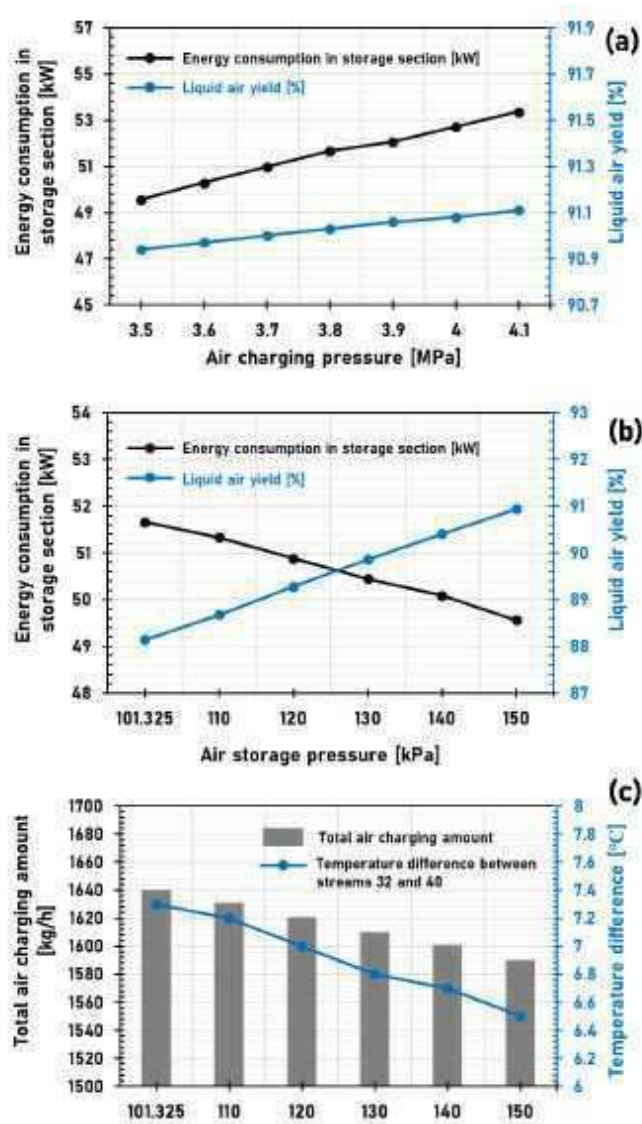 (a)
Energy consumption in
storage section [kW]
57
55
53
51
49
47
45
Energy consumption in storage section [kW]
Liquid air yield [%]
91.9
91.7
91.5
91.3
91.1
90.9
90.7
Liquid air yield [%]
3.5 3.6 3.7 3.8 3.9 4 4.1
Air charging pressure [MPa]
(b)
Energy consumption in
storage section [kW]
54
53
52
51
50
49
48
Energy consumption in storage section [kW]
Liquid air yield [%]
93
92
91
90
89
88
87
Liquid air yield [%]
101.325 110 120 130 140 150
Air storage pressure [kPa]
(c)
Total air charging amount
[kg/h]
1700
1680
1660
1640
1620
1600
1580
1560
1540
1520
1500
Total air charging amount
Temperature difference between
streams 32 and 40
8
7.8
7.6
7.4
7.2
7
6.8
6.6
6.4
6.2
6
Temperature difference [°C]
101.325 110 120 130 140 150